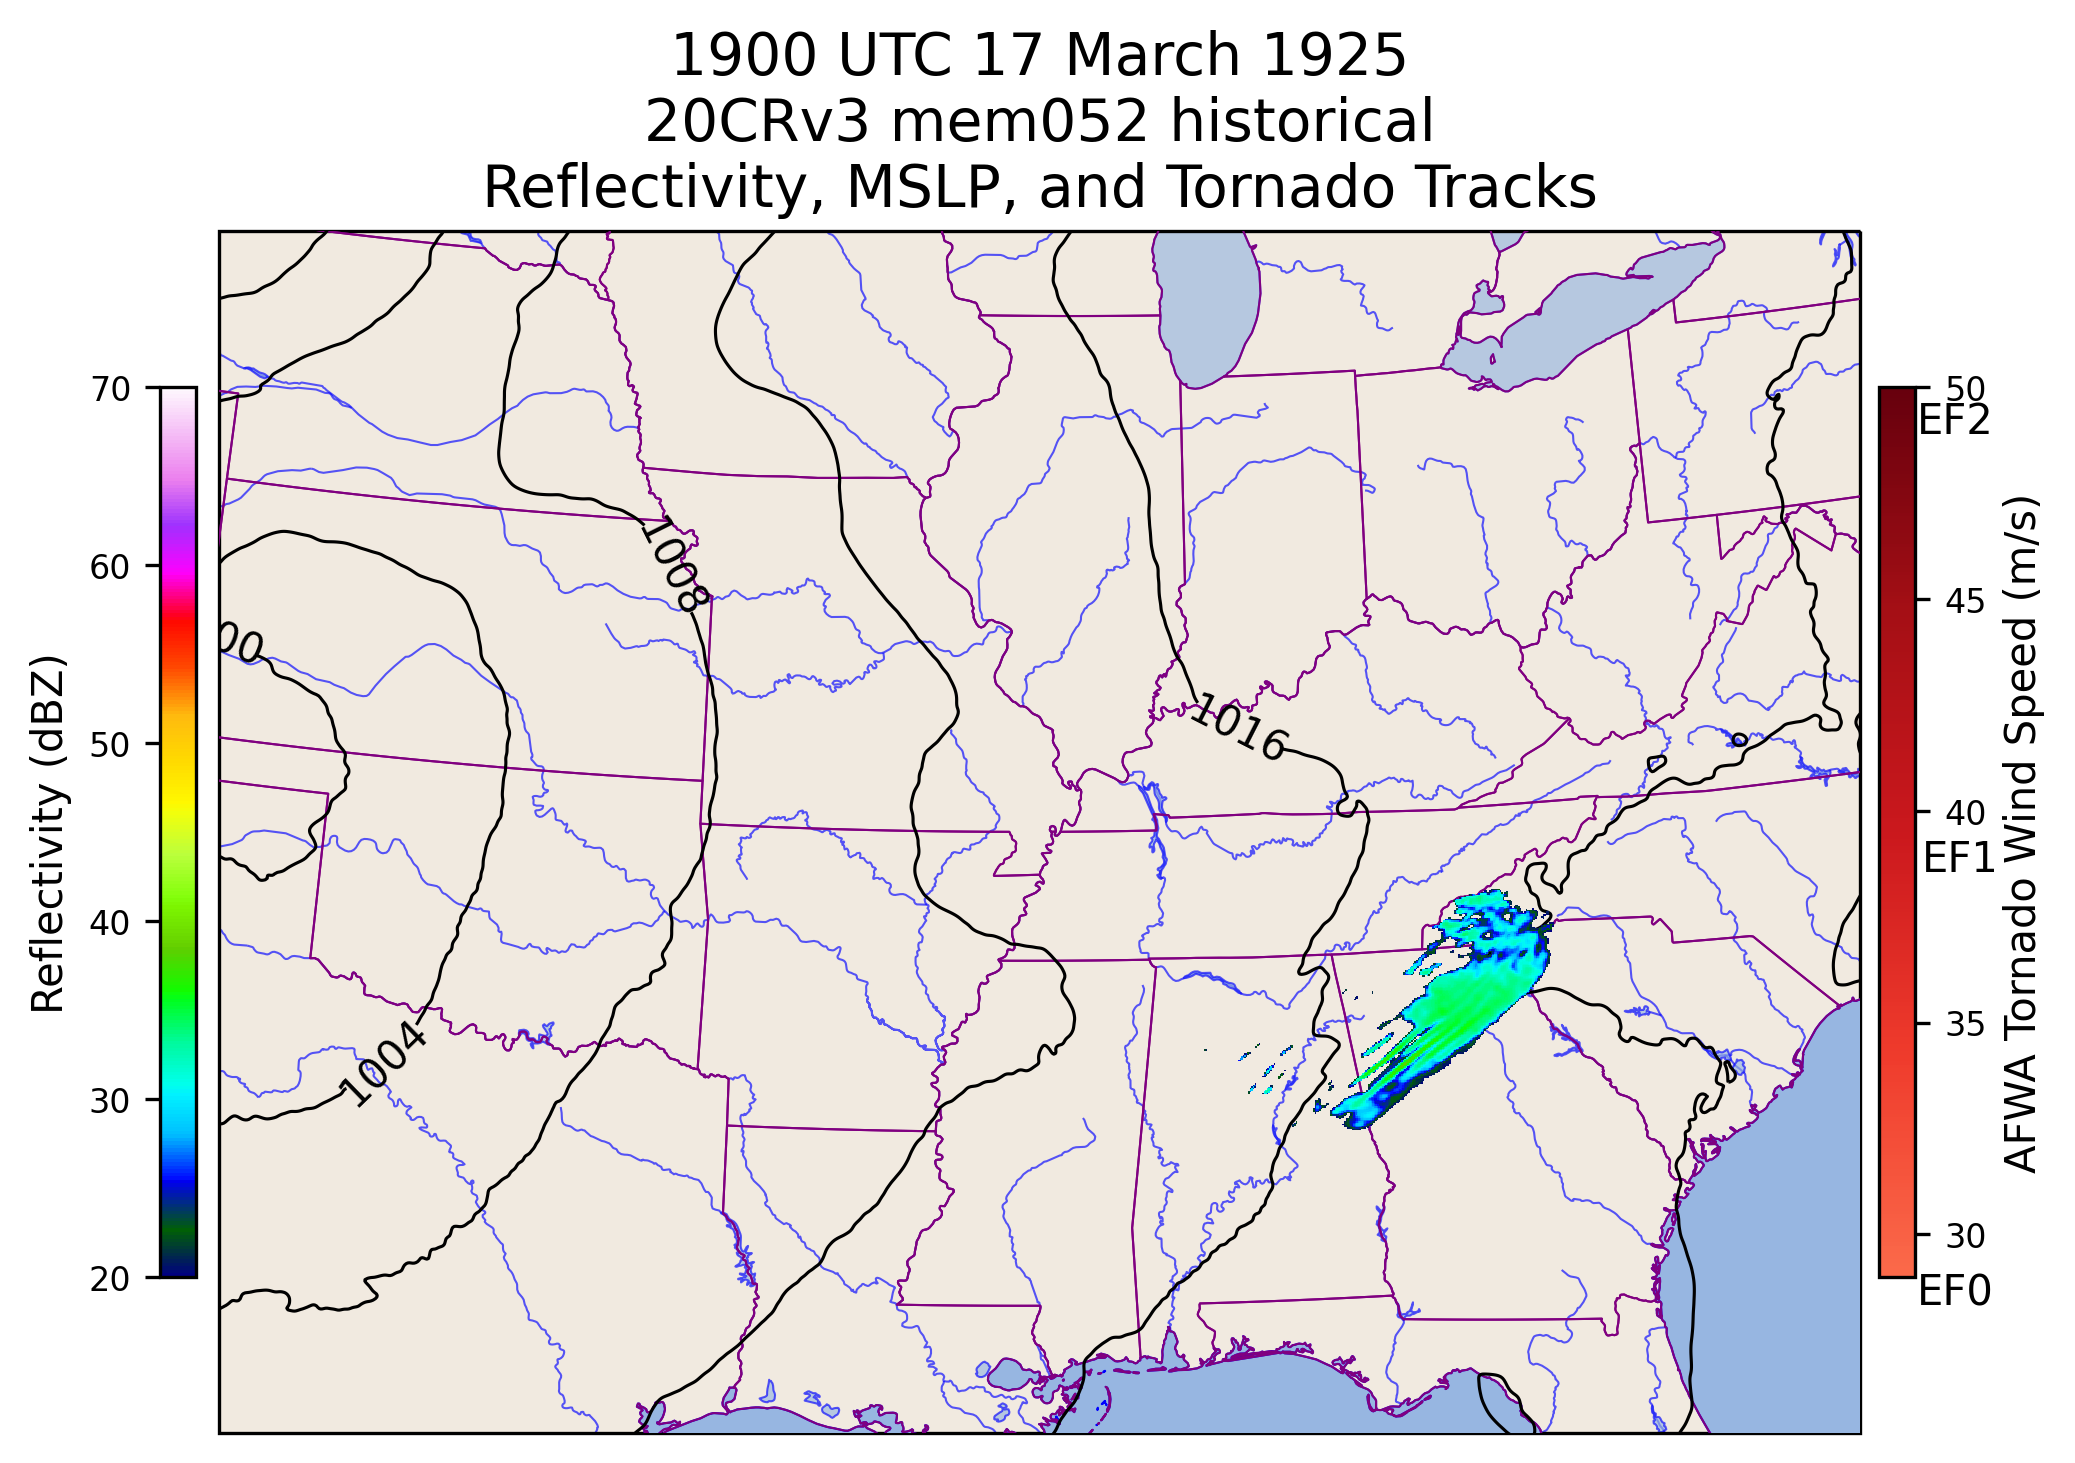 1900 UTC 17 March 1925
20CRv3 mem052 historical
Reflectivity, MSLP, and Tornado Tracks
70
60
50
40
30
20
Reflectivity (dBZ)
1008
00
1016
1004
50
EF2
45
40
EF1
35
30
EF0
AFWA Tornado Wind Speed (m/s)